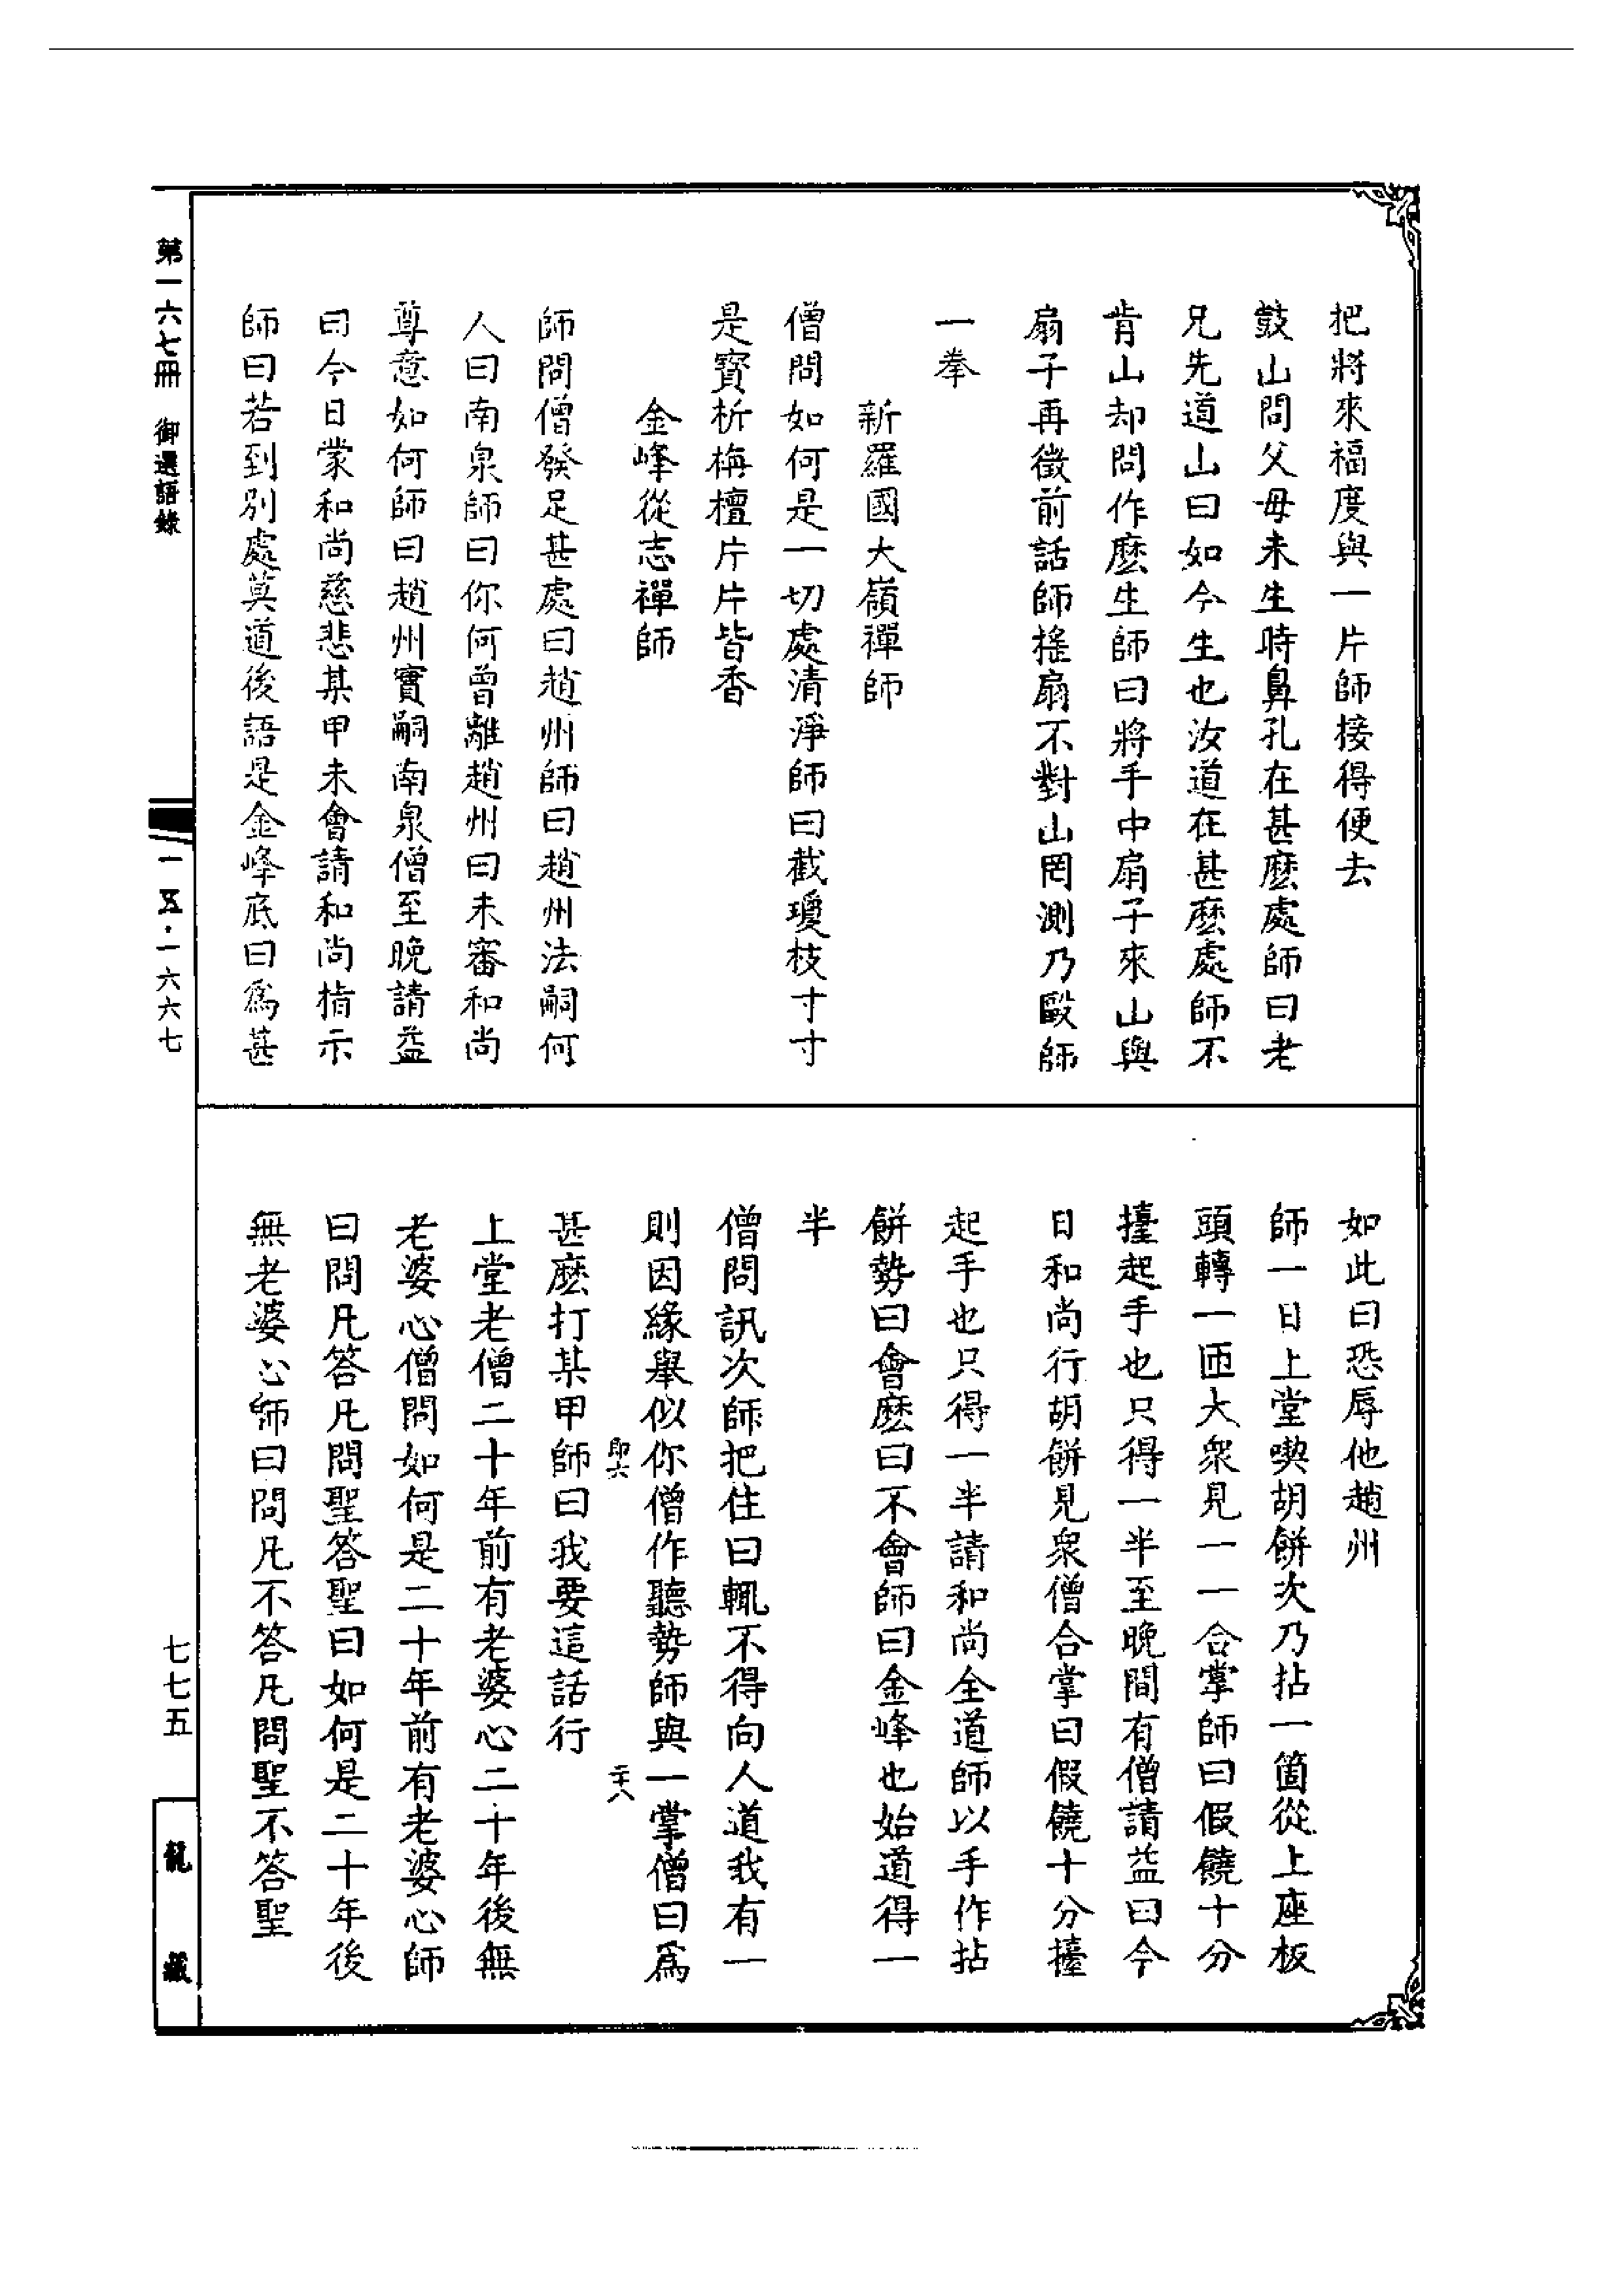 把將來福度與一片師接得便去
鼓山問父母未生時鼻孔在甚麽處師曰老
兄先道山曰如今生也汝道在甚麽處師不
肯山却問作麽生師曰將手中扇子來山與
扇子再徵前話師搖扇不對山罔測乃毆師
一拳
新羅國大嶺禪師
僧問如何是一切處清淨師曰截瓊枝寸寸
是寶析栴檀片片皆香
金峰從志禪師
師問僧發足甚處曰趙州師曰趙州法嗣何
人曰南泉師曰你何曾離趙州曰未審和尚
尊意如何師曰趙州實嗣南泉僧至晚請益
曰今日蒙和尚慈悲某甲未會請和尚指示
師曰若到別處莫道後語是金峰底曰爲甚
如此曰恐辱他趙州
師一日上堂喫胡餅次乃拈一箇從上座板
頭轉一匝大衆見一一合掌師曰假饒十分
擡起手也只得一半至晚間有僧請益曰今
日和尚行胡餅見衆僧合掌曰假饒十分擡
起手也只得一半請和尚全道師以手作拈
餅勢曰會麽曰不會師曰金峰也始道得一
半
僧問訊次師把住曰輒不得向人道我有一
則因緣舉似你僧作聽勢師與一掌僧曰爲
即六 二十八
甚麽打某甲師曰我要這話行
上堂老僧二十年前有老婆心二十年後無
老婆心僧問如何是二十年前有老婆心師
曰問凡答凡問聖答聖曰如何是二十年後
無老婆心師曰問凡不答凡問聖不答聖
第一六七冊 御選語錄
一五·一六六七
七七五
龍藏